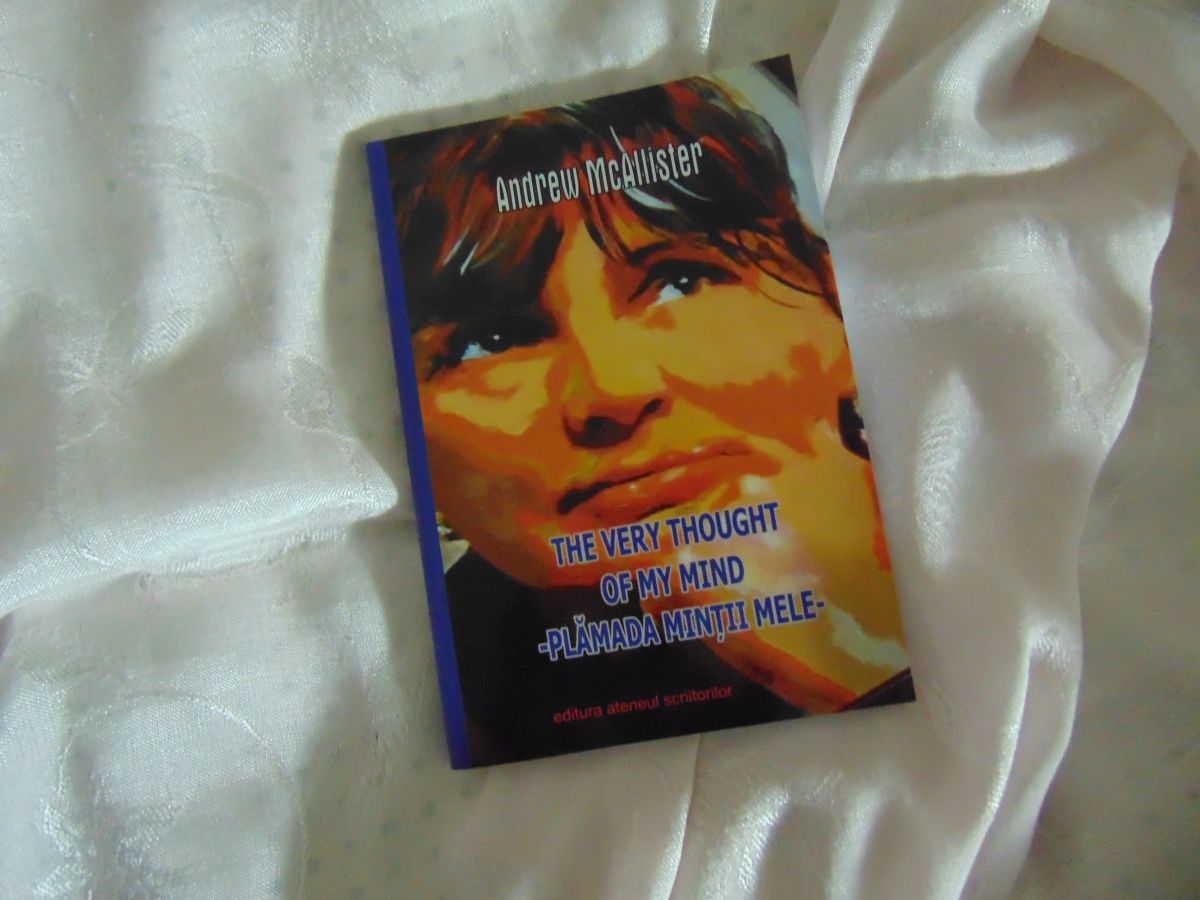 Andrew McAllister
THE VERY THOUGHT
OF MY MIND
-PLĂMADA MINȚII MELE-
editura ateneul scriitorilor